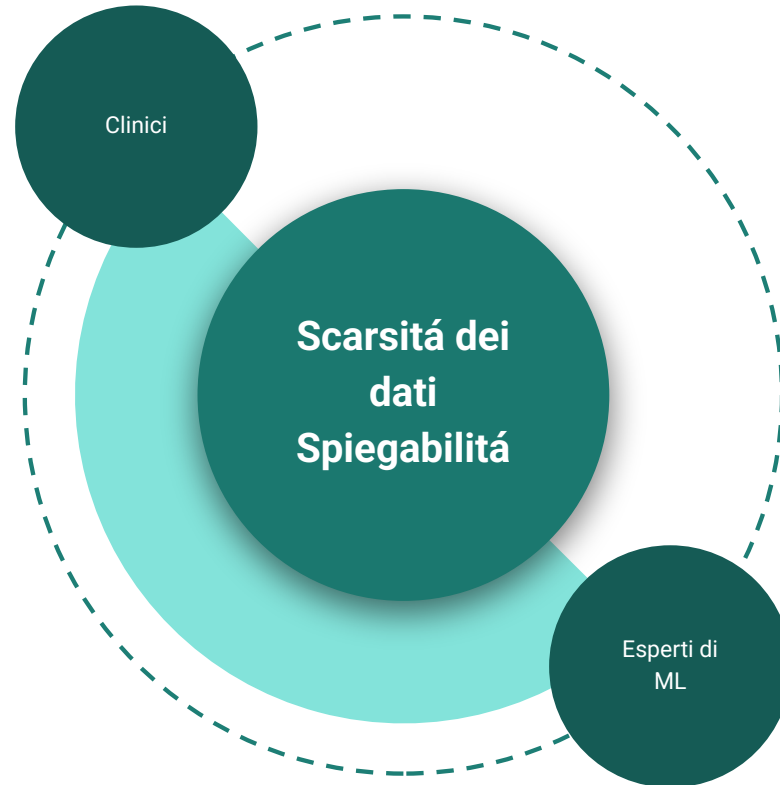 Clinici
Scarsitá dei
dati
Spiegabilitá
Esperti di
ML